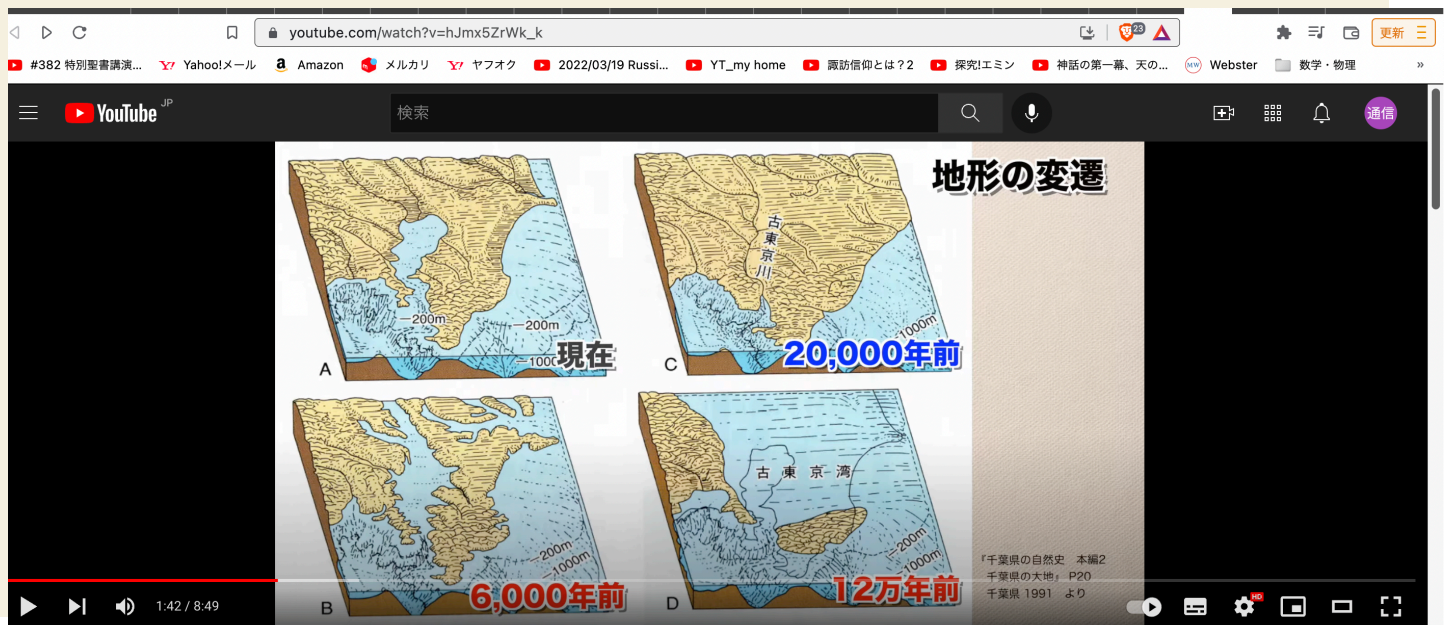 youtube.com/watch?v=hJmx5ZrWk_k
23
更新
#382 特別聖書講演...
Yahoo!メール
Amazon
メルカリ
ヤフオク
2022/03/19 Russi...
YT_my home
諏訪信仰とは？2
探究!エミン
神話の第一幕、天の...
Webster
数学・物理
»
YouTube JP
検索
通信
地形の変遷
古東京川
－200m
－200m
－1000
現在
A
－1000m
20,000年前
C
古東京湾
－200m
－1000m
6,000年前
B
－200m
－1000m
12万年前
D
『千葉県の自然史　本編2
千葉県の大地』 P20
千葉県 1991　より
1:42 / 8:49
HD